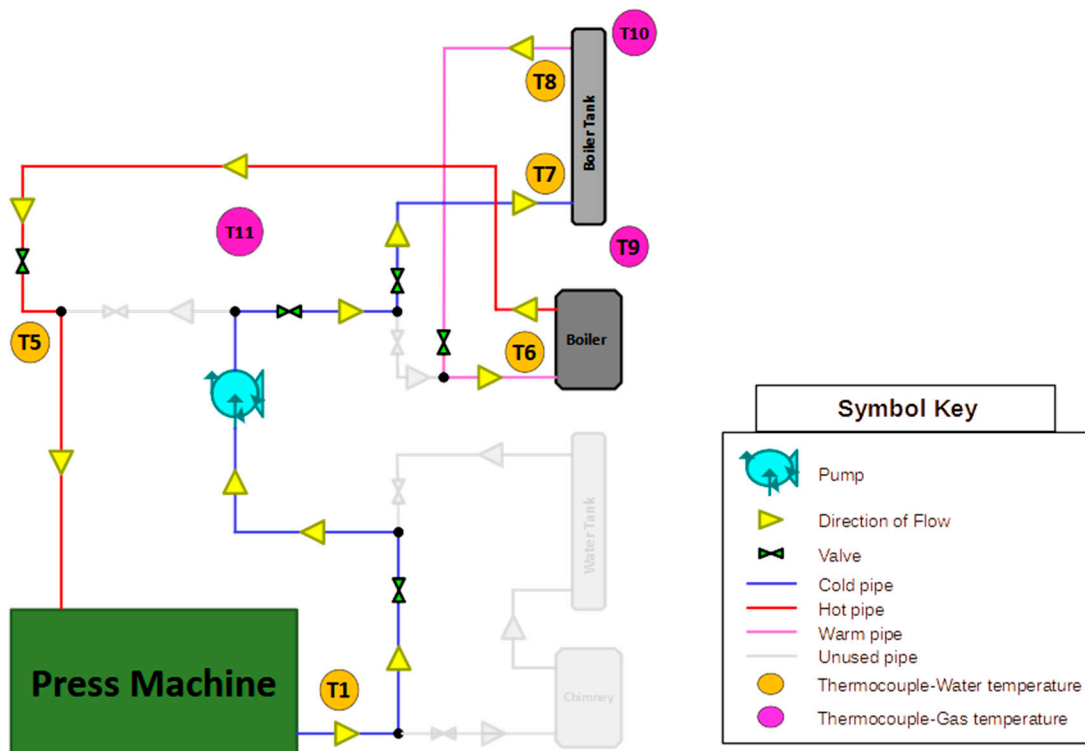 T10
T8
Boiler Tank
T7
T11
T9
T5
T6
Boiler
Water Tank
Press Machine
T1
Chimney
Symbol Key
Pump
Direction of Flow
Valve
Cold pipe
Hot pipe
Warm pipe
Unused pipe
Thermocouple-Water temperature
Thermocouple-Gas temperature